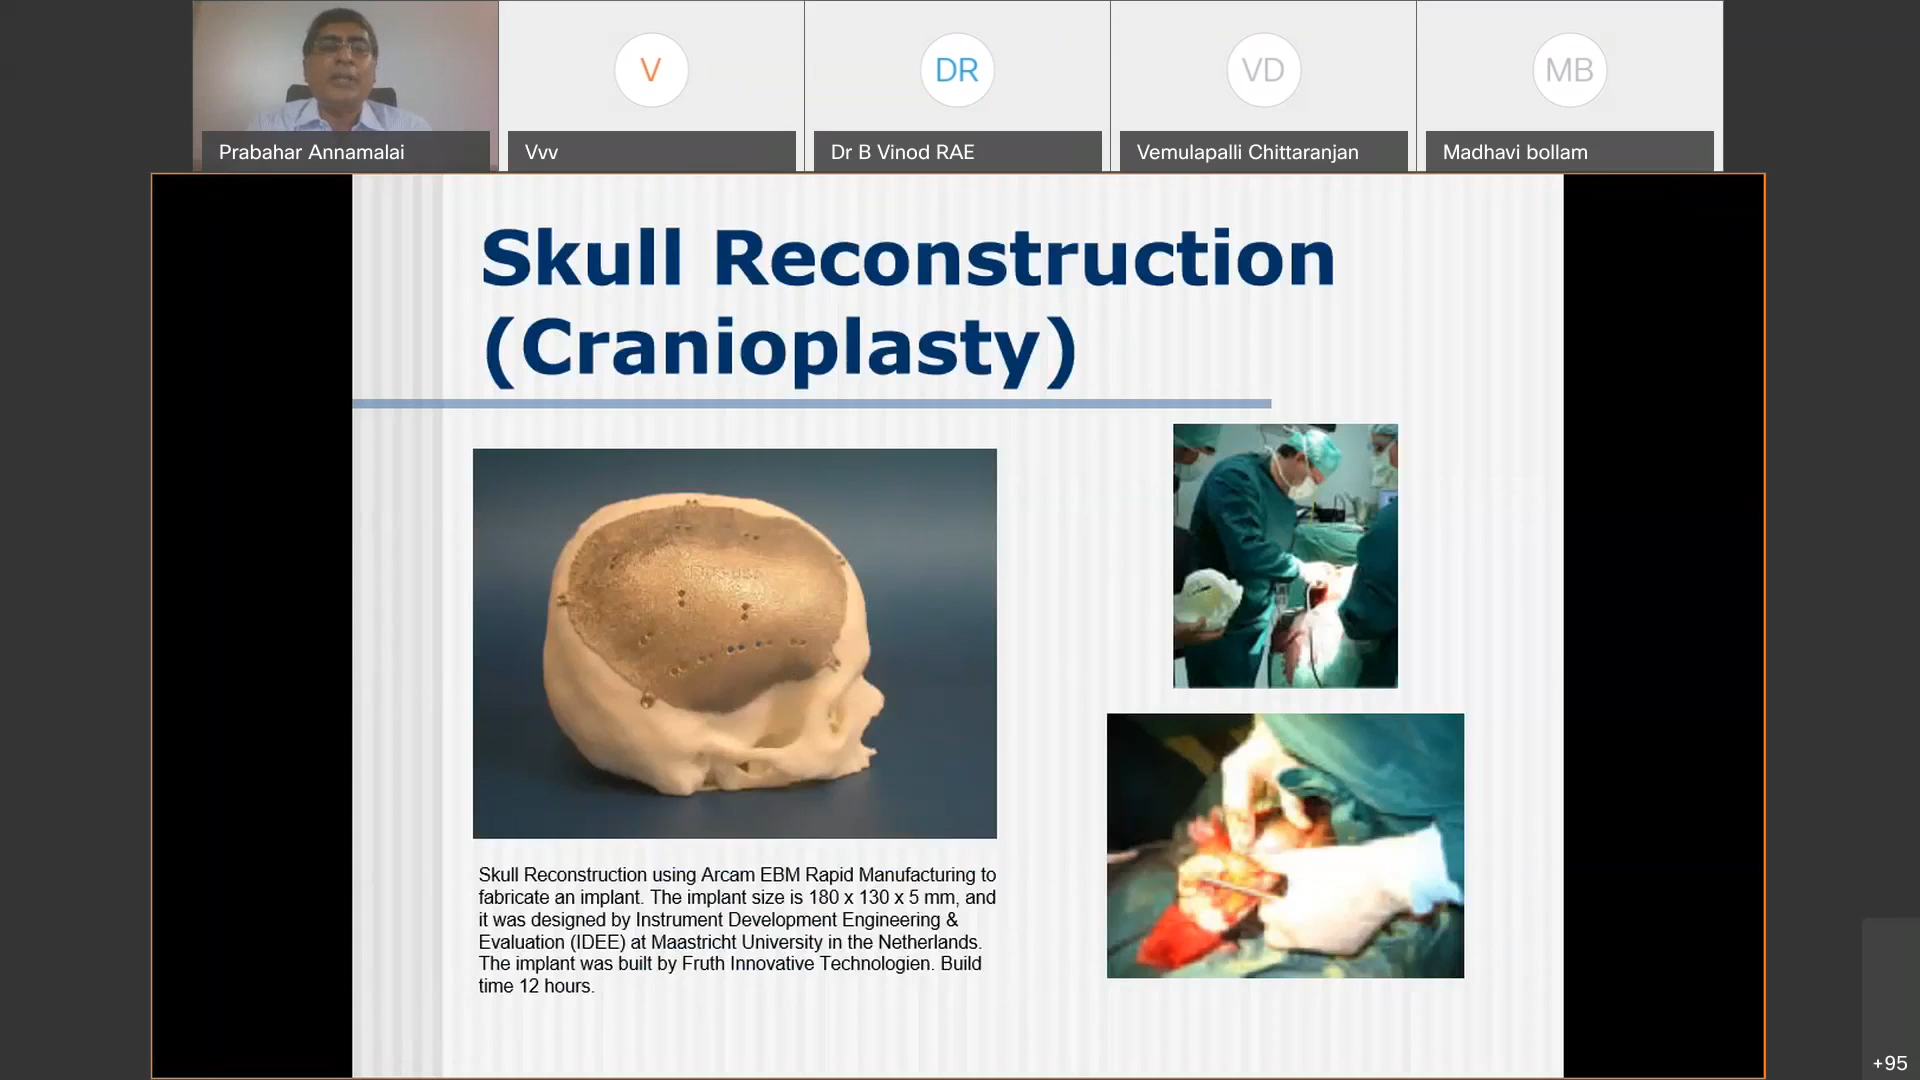 V
DR
VD
MB
Prabahar Annamalai
Vvv
Dr B Vinod RAE
Vemulapalli Chittaranjan
Madhavi bollam
Skull Reconstruction
(Cranioplasty)
Skull Reconstruction using Arcam EBM Rapid Manufacturing to
fabricate an implant. The implant size is 180 x 130 x 5 mm, and
it was designed by Instrument Development Engineering &
Evaluation (IDEE) at Maastricht University in the Netherlands.
The implant was built by Fruth Innovative Technologien. Build
time 12 hours.
+95